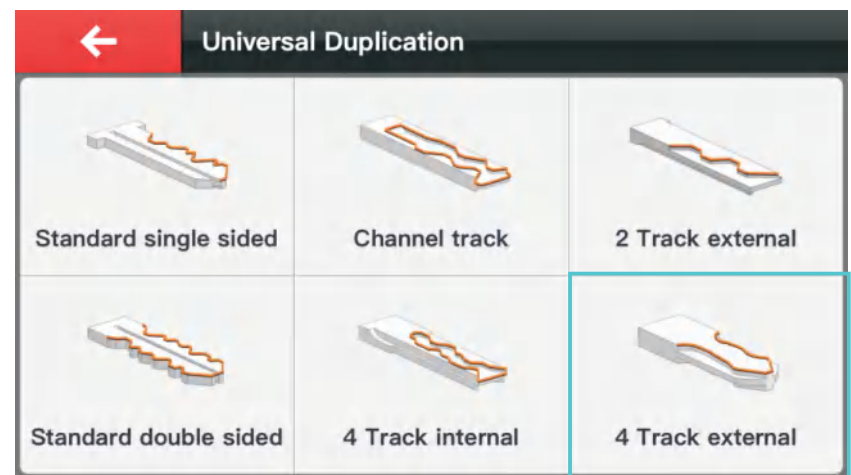 Universal Duplication
Standard single sided
Channel track
2 Track external
Standard double sided
4 Track internal
4 Track external